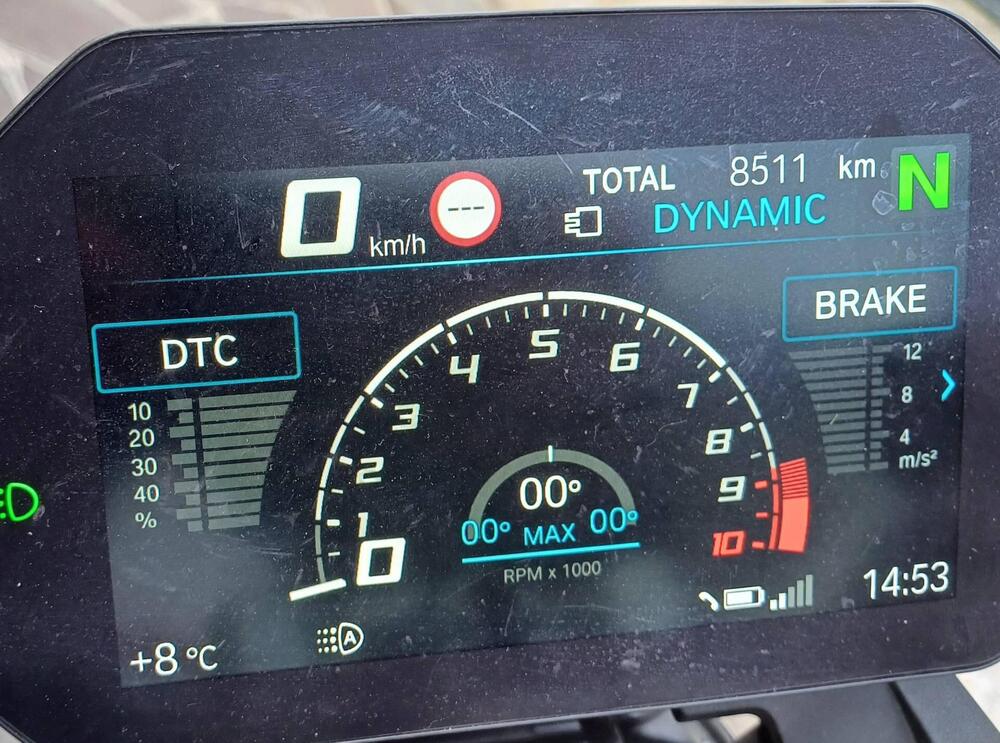 TOTAL 8511 km N
0 km/h --- DYNAMIC
DTC
BRAKE
10
20
30
40
%
12
8
4
m/s²
0 1 2 3 4 5 6 7 8 9 10
00°
00° MAX 00°
RPM x 1000
A
14:53
+8 °C